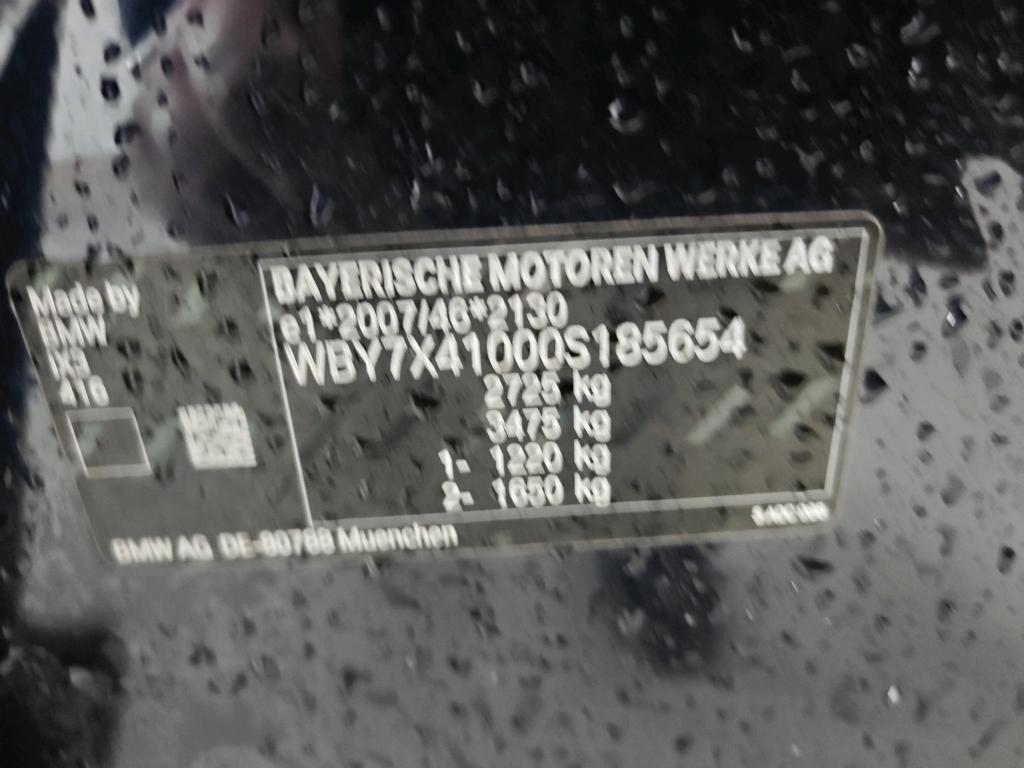 Made by
BMW
iX3
416
BAYERISCHE MOTOREN WERKE AG
e1*2007/46*2130
WBY7X41000S185654
2725 kg
3475 kg
1- 1220 kg
2- 1650 kg
BMW AG DE-80788 Muenchen